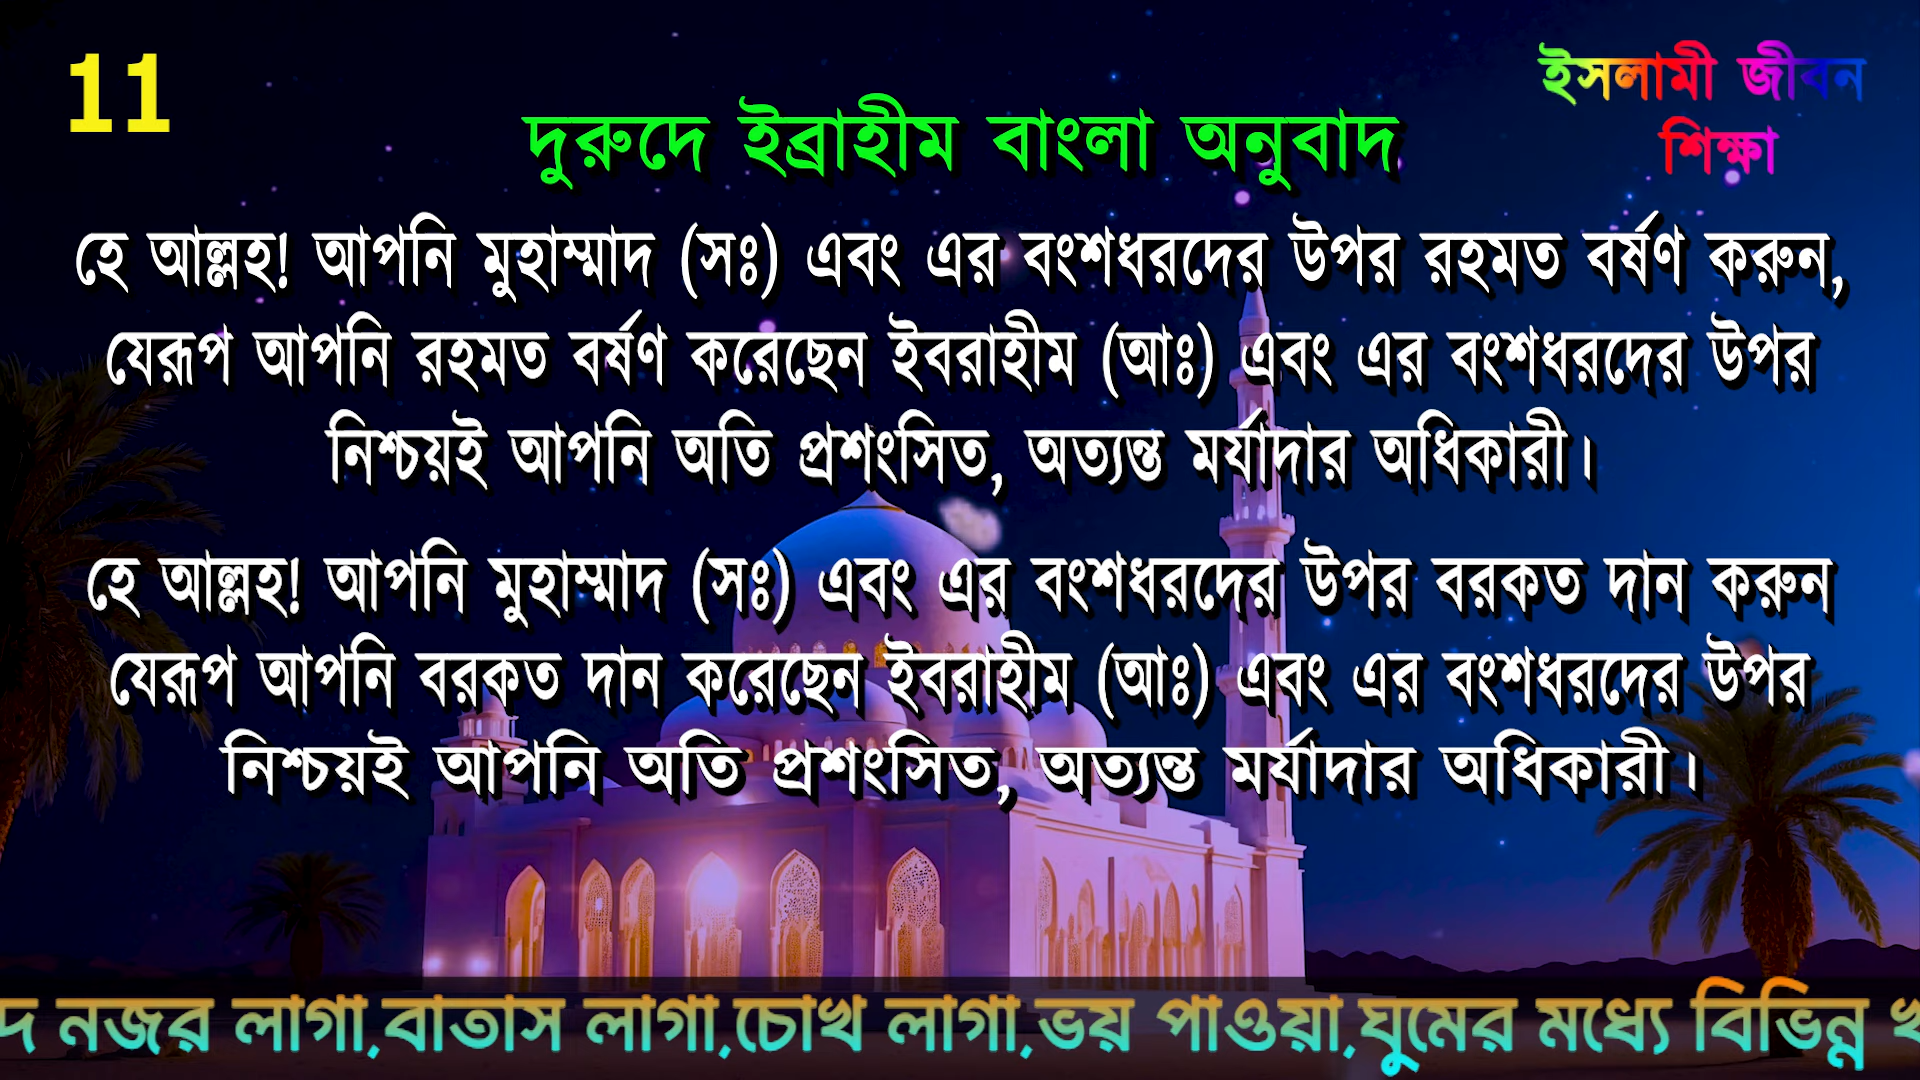 11
ইসলামী জীবন
শিক্ষা
দুরুদে ইব্রাহীম বাংলা অনুবাদ
হে আল্লহ! আপনি মুহাম্মাদ (সঃ) এবং এর বংশধরদের উপর রহমত বর্ষণ করুন,
যেরূপ আপনি রহমত বর্ষণ করেছেন ইবরাহীম (আঃ) এবং এর বংশধরদের উপর
নিশ্চয়ই আপনি অতি প্রশংসিত, অত্যন্ত মর্যাদার অধিকারী।
হে আল্লহ! আপনি মুহাম্মাদ (সঃ) এবং এর বংশধরদের উপর বরকত দান করুন
যেরূপ আপনি বরকত দান করেছেন ইবরাহীম (আঃ) এবং এর বংশধরদের উপর
নিশ্চয়ই আপনি অতি প্রশংসিত, অত্যন্ত মর্যাদার অধিকারী।
নজর লাগা,বাতাস লাগা,চোখ লাগা,ভয় পাওয়া,ঘুমের মধ্যে বিভিন্ন